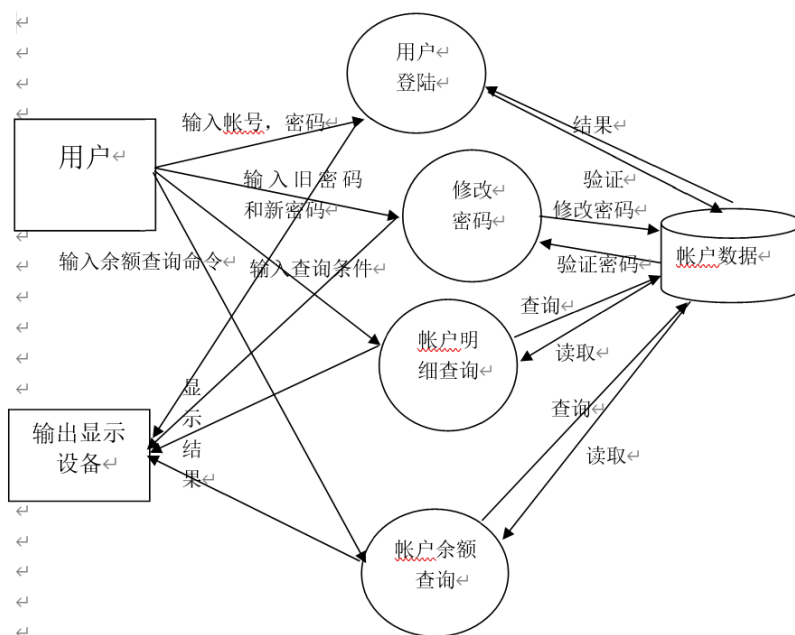 用户
登陆
输入帐号，密码
结果
用户
输入旧密码
和新密码
修改
密码
验证
修改密码
帐户数据
验证密码
输入余额查询命令
输入查询条件
查询
帐户明
细查询
读取
显
示
结
果
查询
输出显示
设备
读取
帐户余额
查询